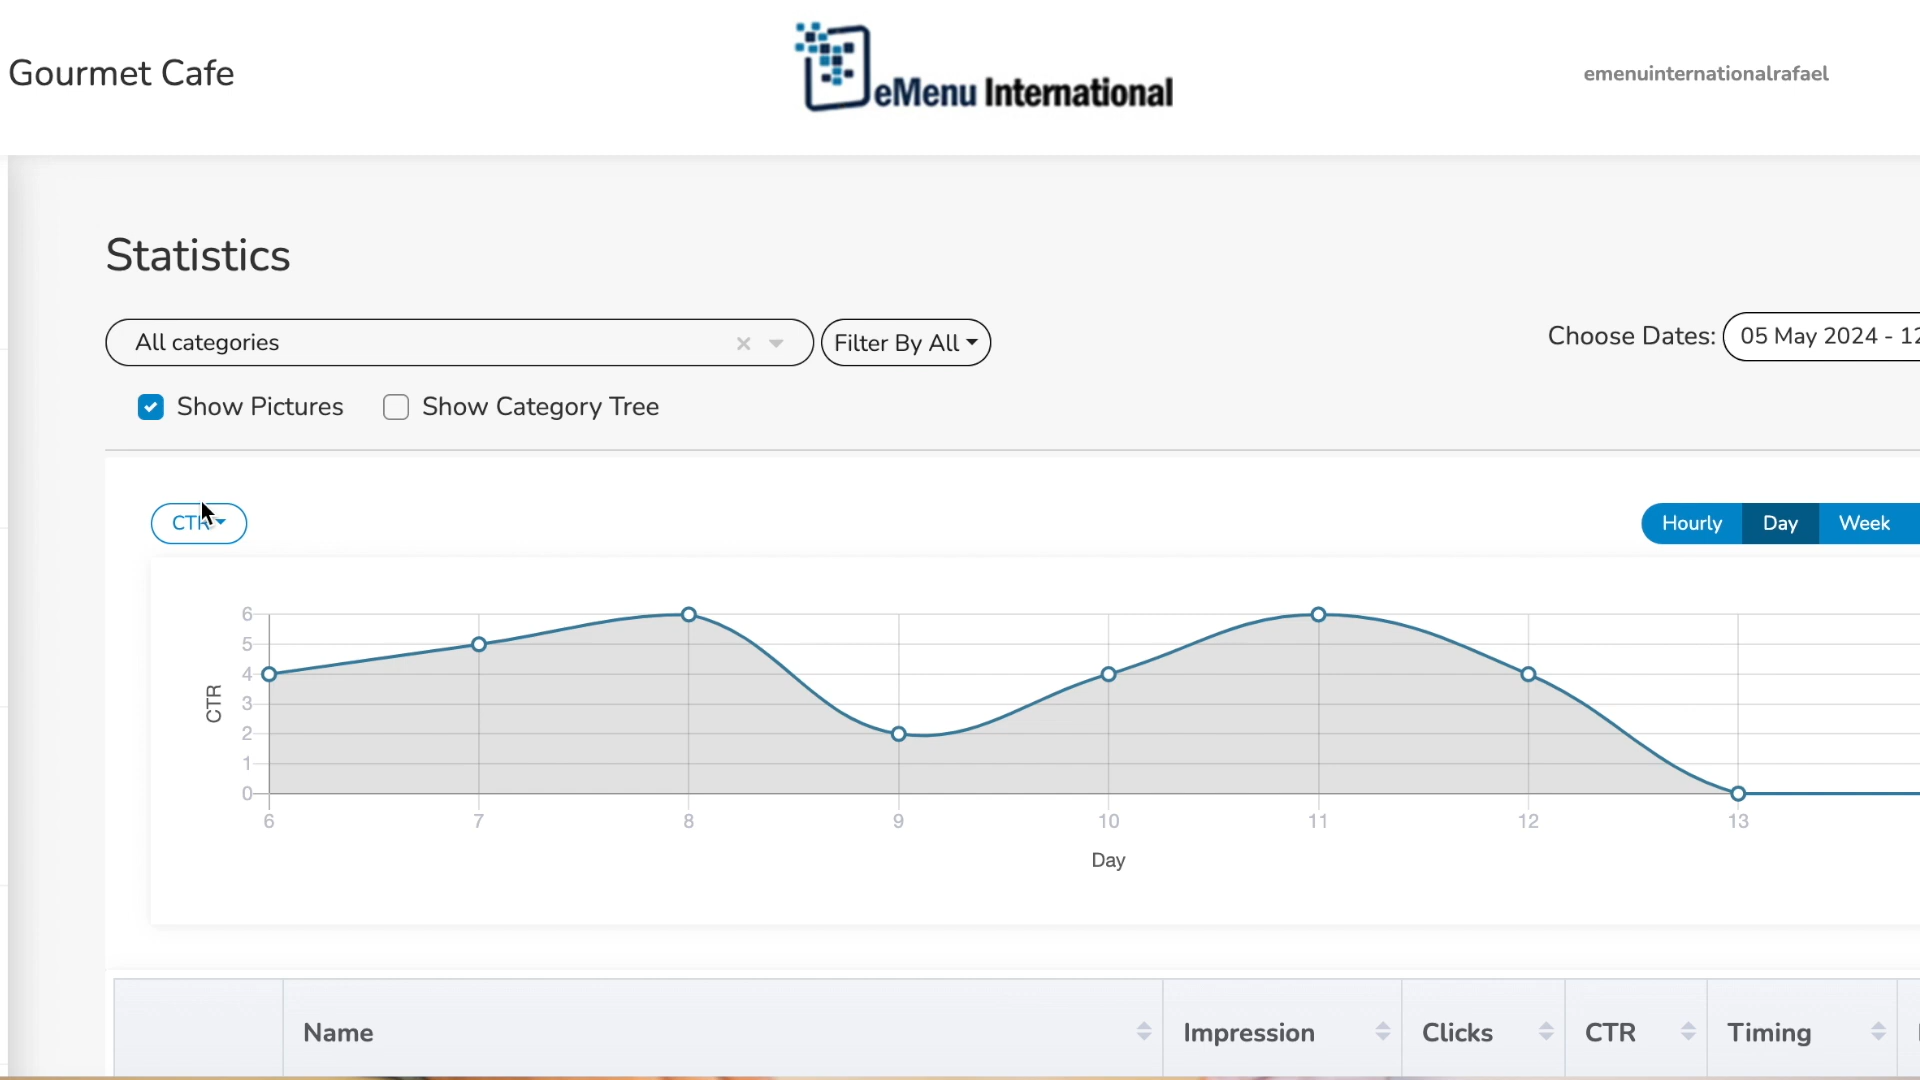 Gourmet Cafe
eMenu International
emenuinternationalrafael
Statistics
All categories
Filter By All
Choose Dates: 05 May 2024 - 12
Show Pictures
Show Category Tree
CTR
Hourly
Day
Week
6
5
4
3
2
1
0
CTR
6 7 8 9 10 11 12 13
Day
Name
Impression
Clicks
CTR
Timing